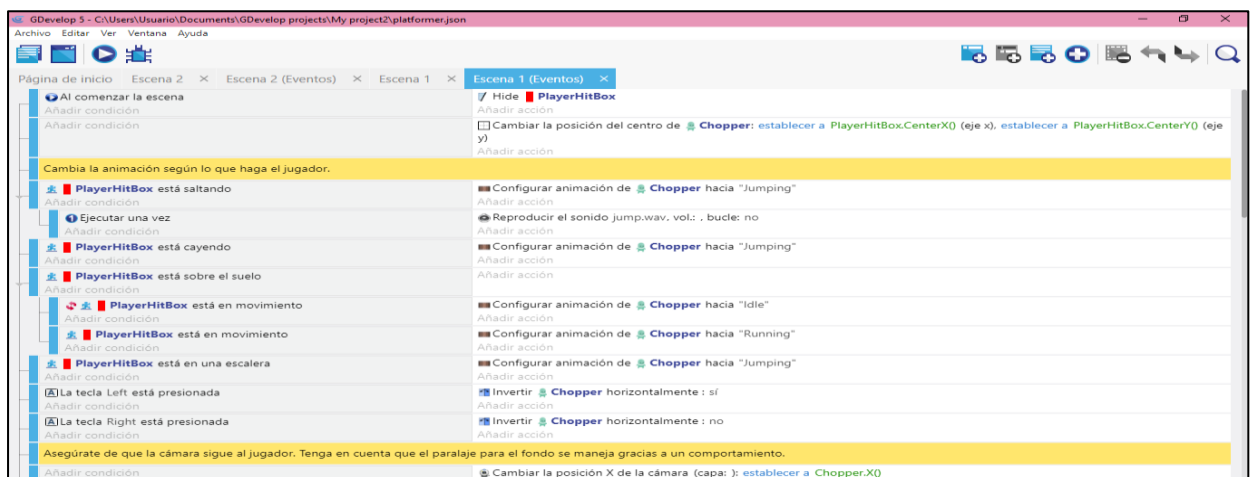 GDevelop 5 - C:\Users\Usuario\Documents\GDevelop projects\My project2\platformer.json
Archivo Editar Ver Ventana Ayuda
Página de inicio Escena 2 × Escena 2 (Eventos) × Escena 1 × Escena 1 (Eventos) ×
Al comenzar la escena
Añadir condición
Hide PlayerHitBox
Añadir acción
Añadir condición
Cambiar la posición del centro de Chopper: establecer a PlayerHitBox.CenterX() (eje x), establecer a PlayerHitBox.CenterY() (eje
y)
Añadir acción
Cambia la animación según lo que haga el jugador.
PlayerHitBox está saltando
Añadir condición
Configurar animación de Chopper hacia "Jumping"
Añadir acción
Ejecutar una vez
Añadir condición
Reproducir el sonido jump.wav, vol.: , bucle: no
Añadir acción
PlayerHitBox está cayendo
Añadir condición
Configurar animación de Chopper hacia "Jumping"
Añadir acción
PlayerHitBox está sobre el suelo
Añadir condición
Añadir acción
PlayerHitBox está en movimiento
Añadir condición
Configurar animación de Chopper hacia "Idle"
Añadir acción
PlayerHitBox está en movimiento
Añadir condición
Configurar animación de Chopper hacia "Running"
Añadir acción
PlayerHitBox está en una escalera
Añadir condición
Configurar animación de Chopper hacia "Jumping"
Añadir acción
La tecla Left está presionada
Añadir condición
Invertir Chopper horizontalmente : sí
Añadir acción
La tecla Right está presionada
Añadir condición
Invertir Chopper horizontalmente : no
Añadir acción
Asegúrate de que la cámara sigue al jugador. Tenga en cuenta que el paralaje para el fondo se maneja gracias a un comportamiento.
Añadir condición
Cambiar la posición X de la cámara (capa: ): establecer a Chopper.X()